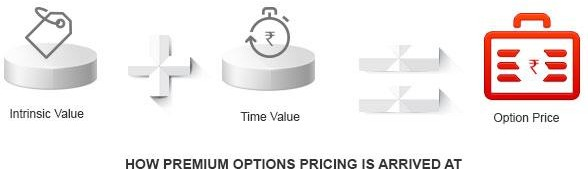 ₹
₹
Intrinsic Value
Time Value
Option Price
HOW PREMIUM OPTIONS PRICING IS ARRIVED AT